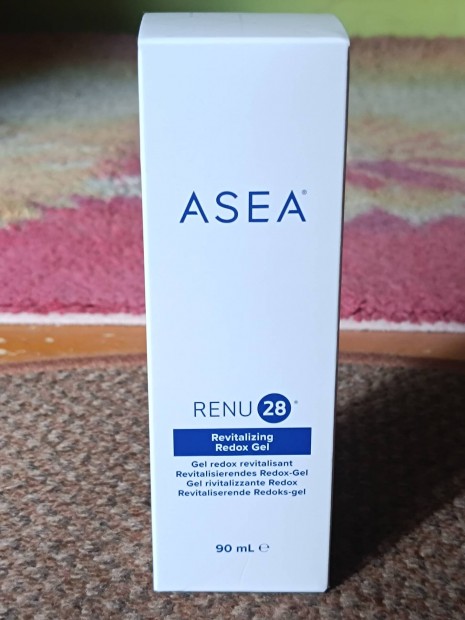 ASEA®
RENU 28®
Revitalizing
Redox Gel
Gel redox revitalisant
Revitalisierendes Redox-Gel
Gel rivitalizzante Redox
Revitaliserende Redoks-gel
90 mL ℮